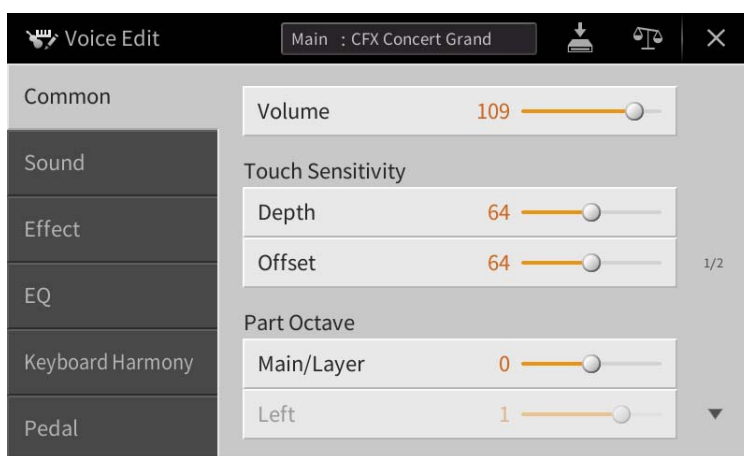 Voice Edit
Main : CFX Concert Grand
Common
Sound
Effect
EQ
Keyboard Harmony
Pedal
Volume 109
Touch Sensitivity
Depth 64
Offset 64
1/2
Part Octave
Main/Layer 0
Left 1